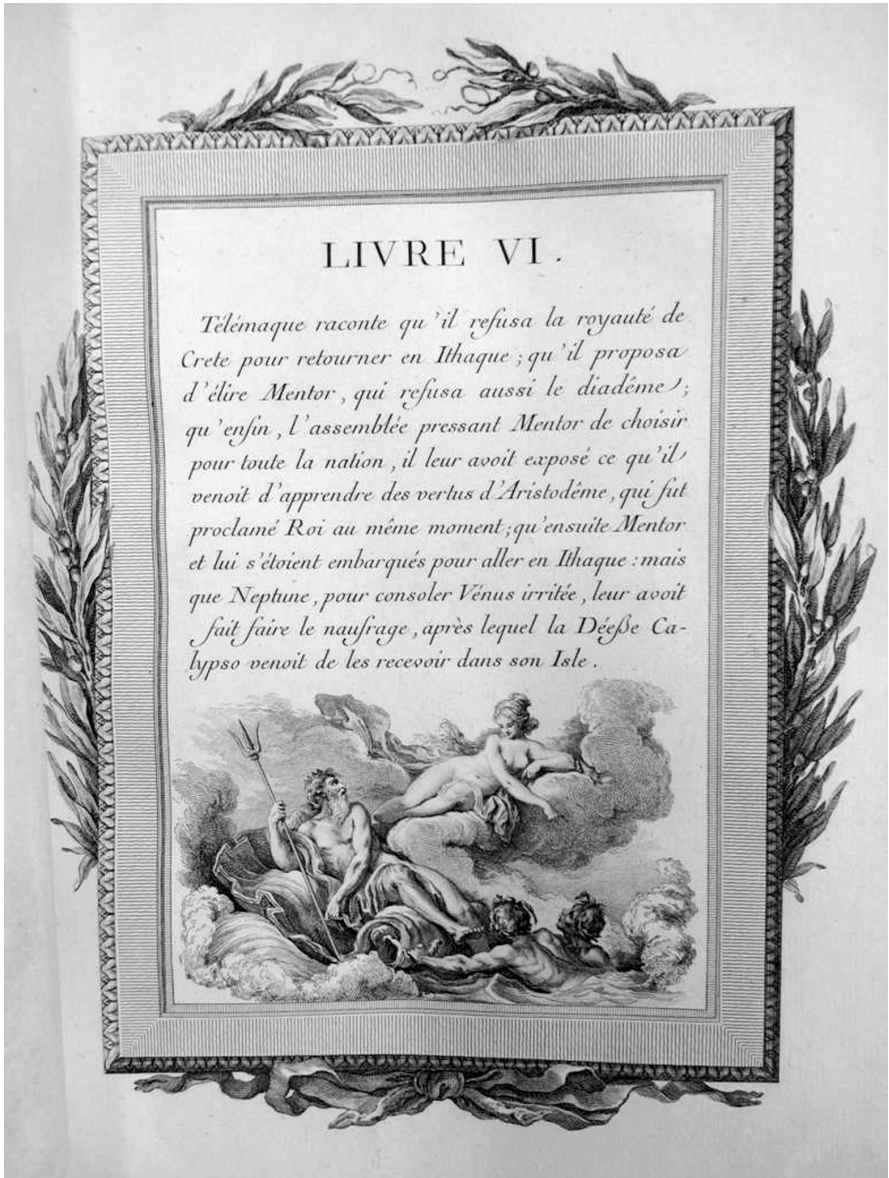 LIVRE VI.
Télémaque raconte qu'il refusa la royauté de
Crete pour retourner en Ithaque ; qu'il proposa
d'élire Mentor, qui refusa aussi le diadême ;
qu'enfin, l'assemblée pressant Mentor de choisir
pour toute la nation, il leur avoit exposé ce qu'il
venoit d'apprendre des vertus d'Aristodême, qui fut
proclamé Roi au même moment ; qu'ensuite Mentor
et lui s'étoient embarqués pour aller en Ithaque : mais
que Neptune, pour consoler Vénus irritée, leur avoit
fait faire le naufrage, après lequel la Déeſse Ca-
lypso venoit de les recevoir dans son Isle.